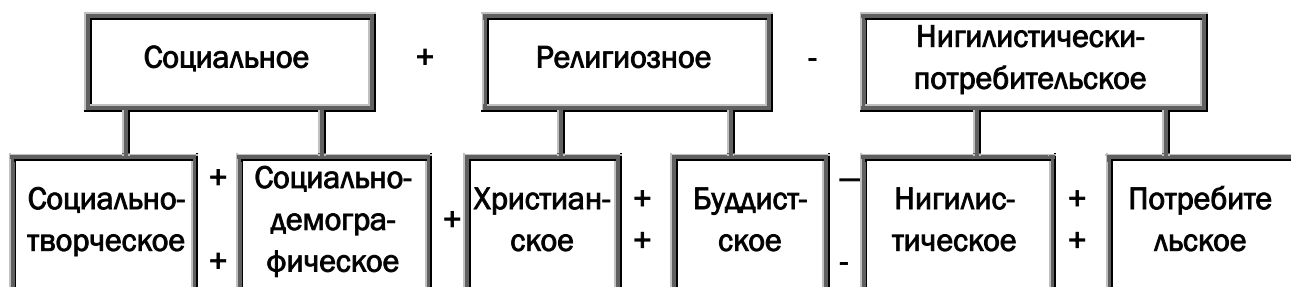 Социальное + Религиозное - Нигилистически-
потребительское
Социально-
творческое
+
+
Социально-
демогра-
фическое
+
Христиан-
ское
+
+
Буддист-
ское
—
-
Нигилис-
тическое
+
+
Потребите
льское